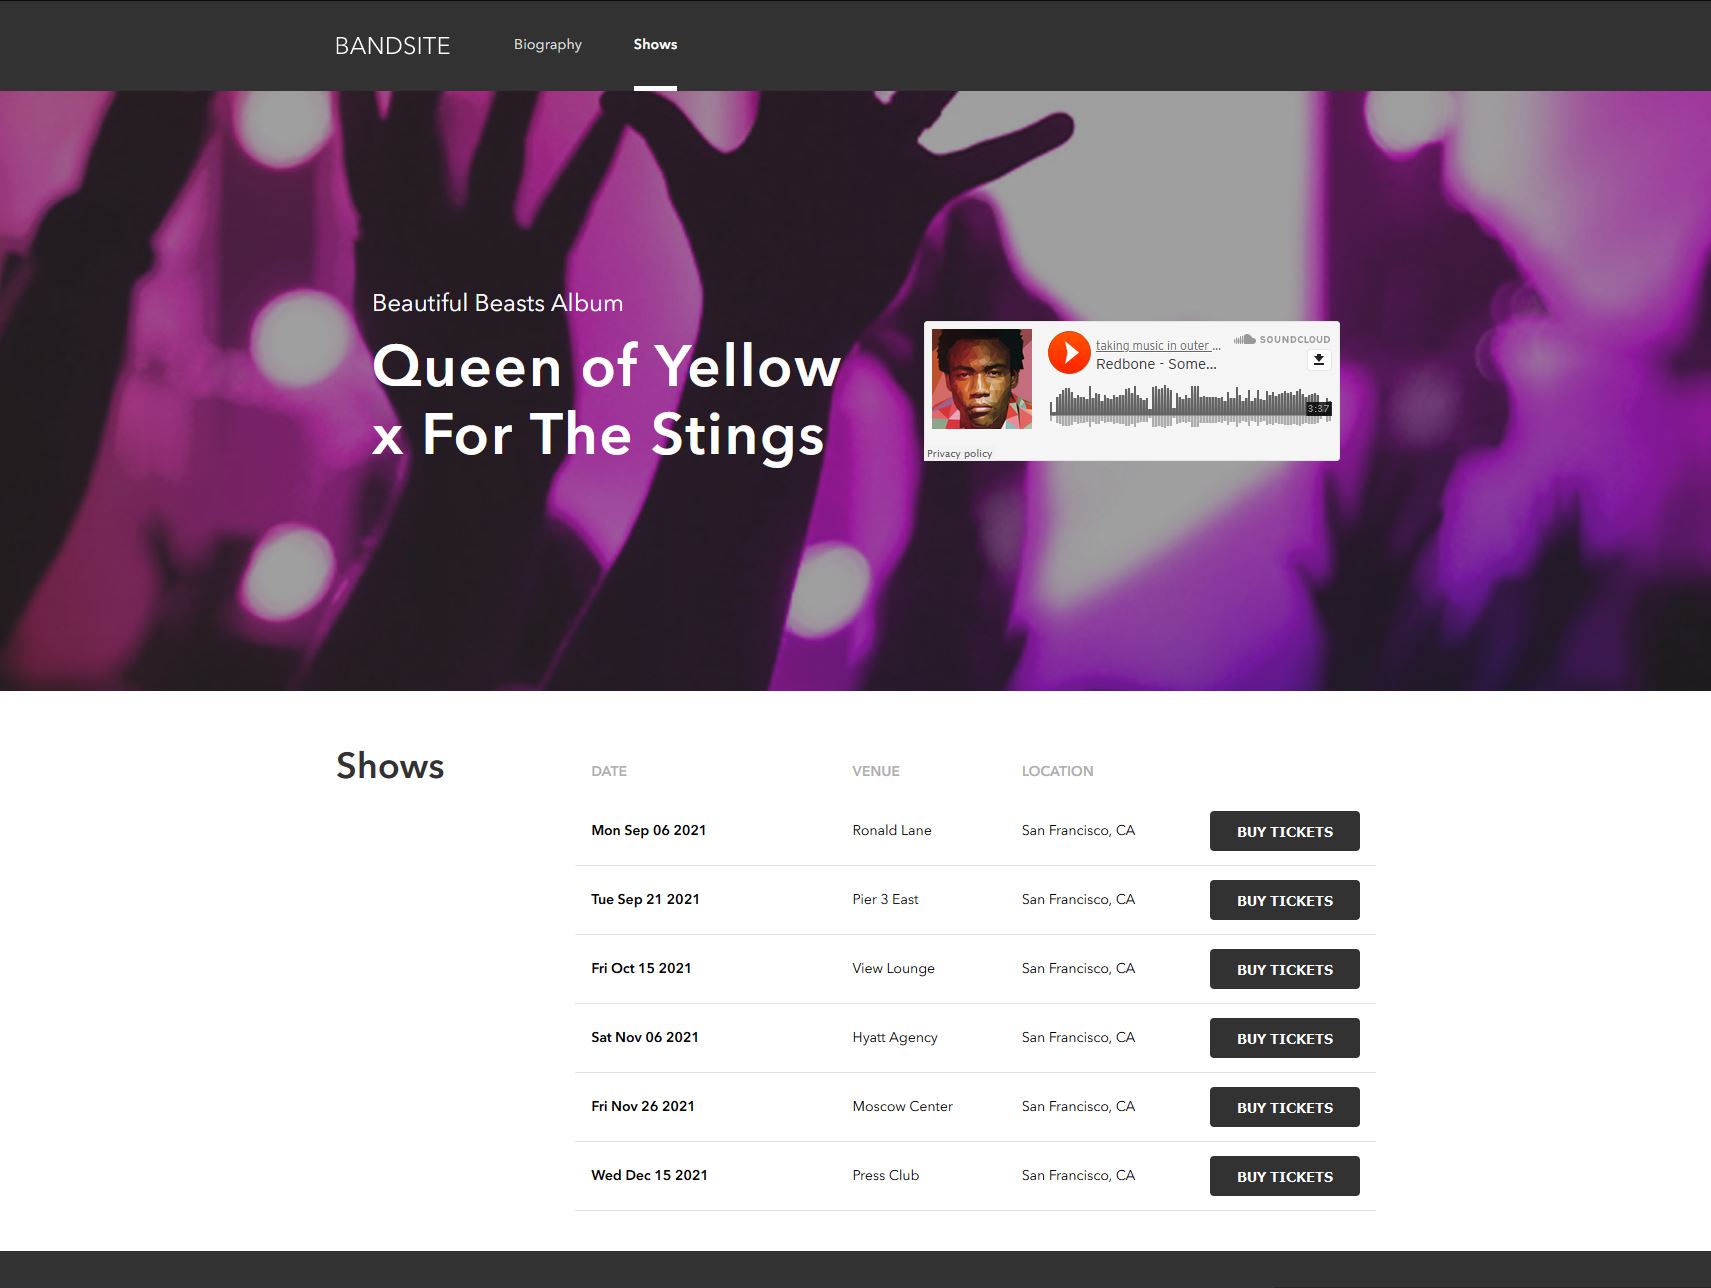 BANDSITE Biography Shows
Beautiful Beasts Album
Queen of Yellow
x For The Stings
taking music in outer ...
Redbone - Some...
SOUNDCLOUD
3:37
Privacy policy
Shows
DATE VENUE LOCATION
Mon Sep 06 2021 Ronald Lane San Francisco, CA BUY TICKETS
Tue Sep 21 2021 Pier 3 East San Francisco, CA BUY TICKETS
Fri Oct 15 2021 View Lounge San Francisco, CA BUY TICKETS
Sat Nov 06 2021 Hyatt Agency San Francisco, CA BUY TICKETS
Fri Nov 26 2021 Moscow Center San Francisco, CA BUY TICKETS
Wed Dec 15 2021 Press Club San Francisco, CA BUY TICKETS